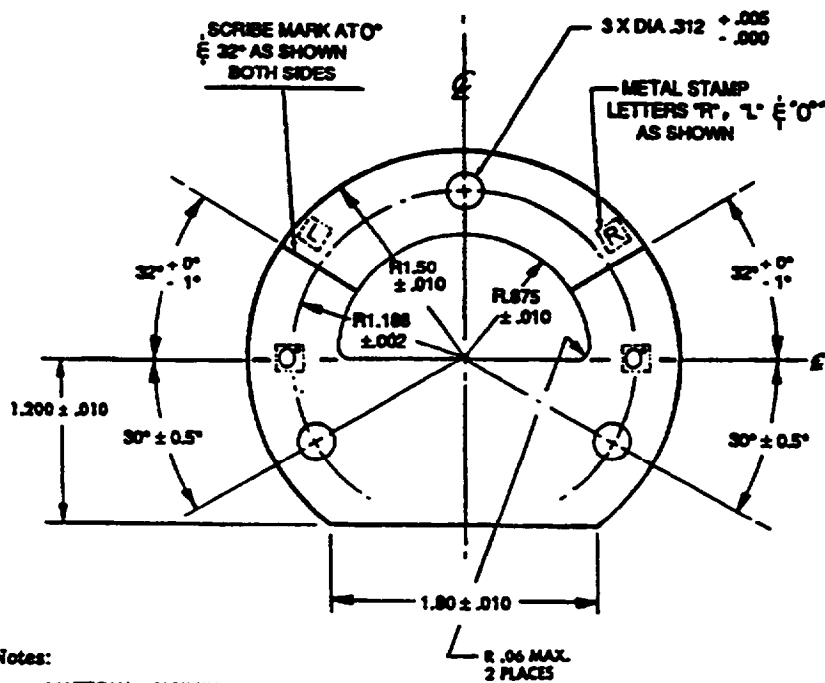 SCRIBE MARK AT 0°
& 32° AS SHOWN
BOTH SIDES
3 X DIA .312 + .005
- .000
METAL STAMP
LETTERS "R", "L" & "0"
AS SHOWN
L
R
32° + 0°
- 1°
R1.50
± .010
R.875
± .010
32° + 0°
- 1°
R1.188
±.002
O
O
1.200 ± .010
30° ± 0.5°
30° ± 0.5°
1.80 ± .010
R .06 MAX.
2 PLACES
Notes: